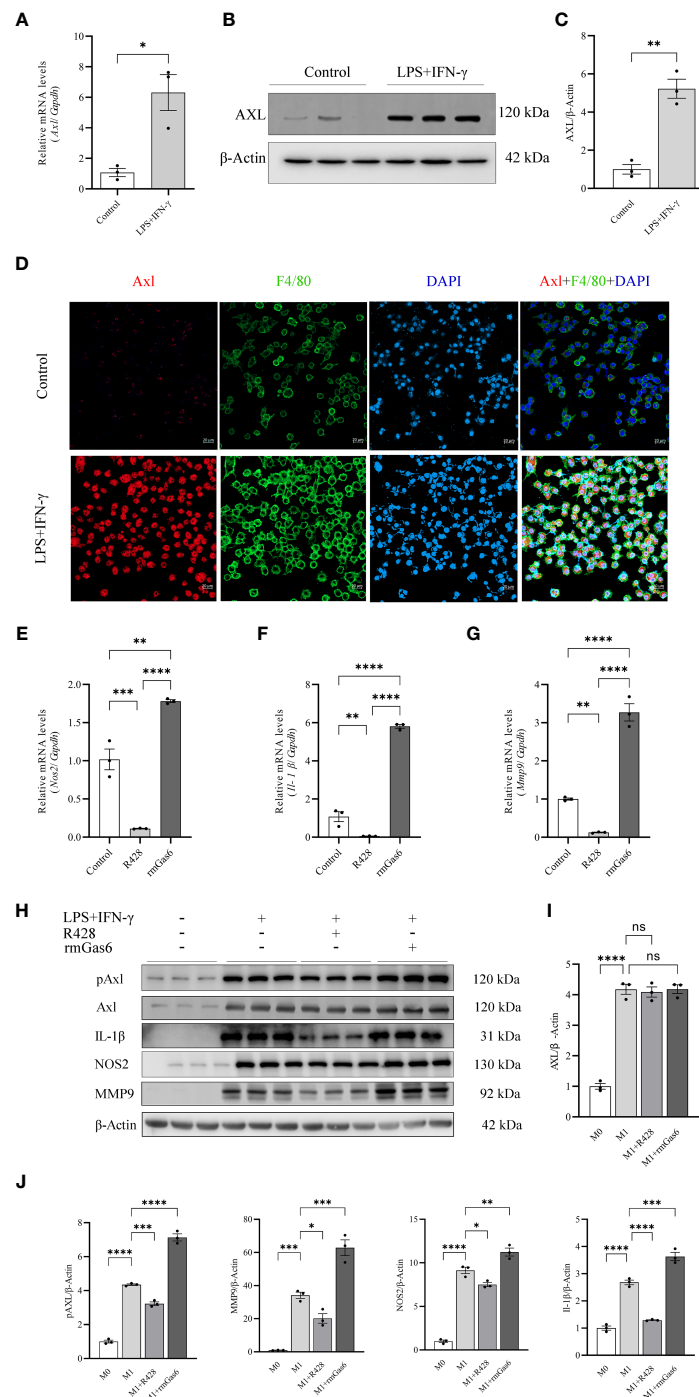 A
Relative mRNA levels
( Axl/ Gapdh)
10
8
6
4
2
0
*
Control
LPS+IFN-γ
B
Control
LPS+IFN-γ
AXL
120 kDa
β-Actin
42 kDa
C
AXL/β-Actin
8
6
4
2
0
**
Control
LPS+IFN-γ
D
Axl
F4/80
DAPI
Axl+F4/80+DAPI
Control
LPS+IFN-γ
E
Relative mRNA levels
( Nos2/ Gapdh)
2.0
1.5
1.0
0.5
0.0
**
***
****
Control
R428
rmGas6
F
Relative mRNA levels
( Il- 1 β/ Gapdh)
8
6
4
2
0
****
**
****
Control
R428
rmGas6
G
Relative mRNA levels
( Mmp9/ Gapdh)
4
3
2
1
0
****
**
****
Control
R428
rmGas6
H
LPS+IFN-γ - + + +
R428 - - + -
rmGas6 - - - +
pAxl 120 kDa
Axl 120 kDa
IL-1β 31 kDa
NOS2 130 kDa
MMP9 92 kDa
β-Actin 42 kDa
I
AXL/β -Actin
5
4
3
2
1
0
ns
****
ns
M0
M1
M1+R428
M1+rmGas6
J
pAXL/β-Actin
8
6
4
2
0
****
***
****
M0
M1
M1+R428
M1+rmGas6
MMP9/β-Actin
80
60
40
20
0
***
*
***
M0
M1
M1+R428
M1+rmGas6
NOS2/β-Actin
15
10
5
0
**
*
****
M0
M1
M1+R428
M1+rmGas6
Il-1β/β-Actin
5
4
3
2
1
0
***
****
****
M0
M1
M1+R428
M1+rmGas6